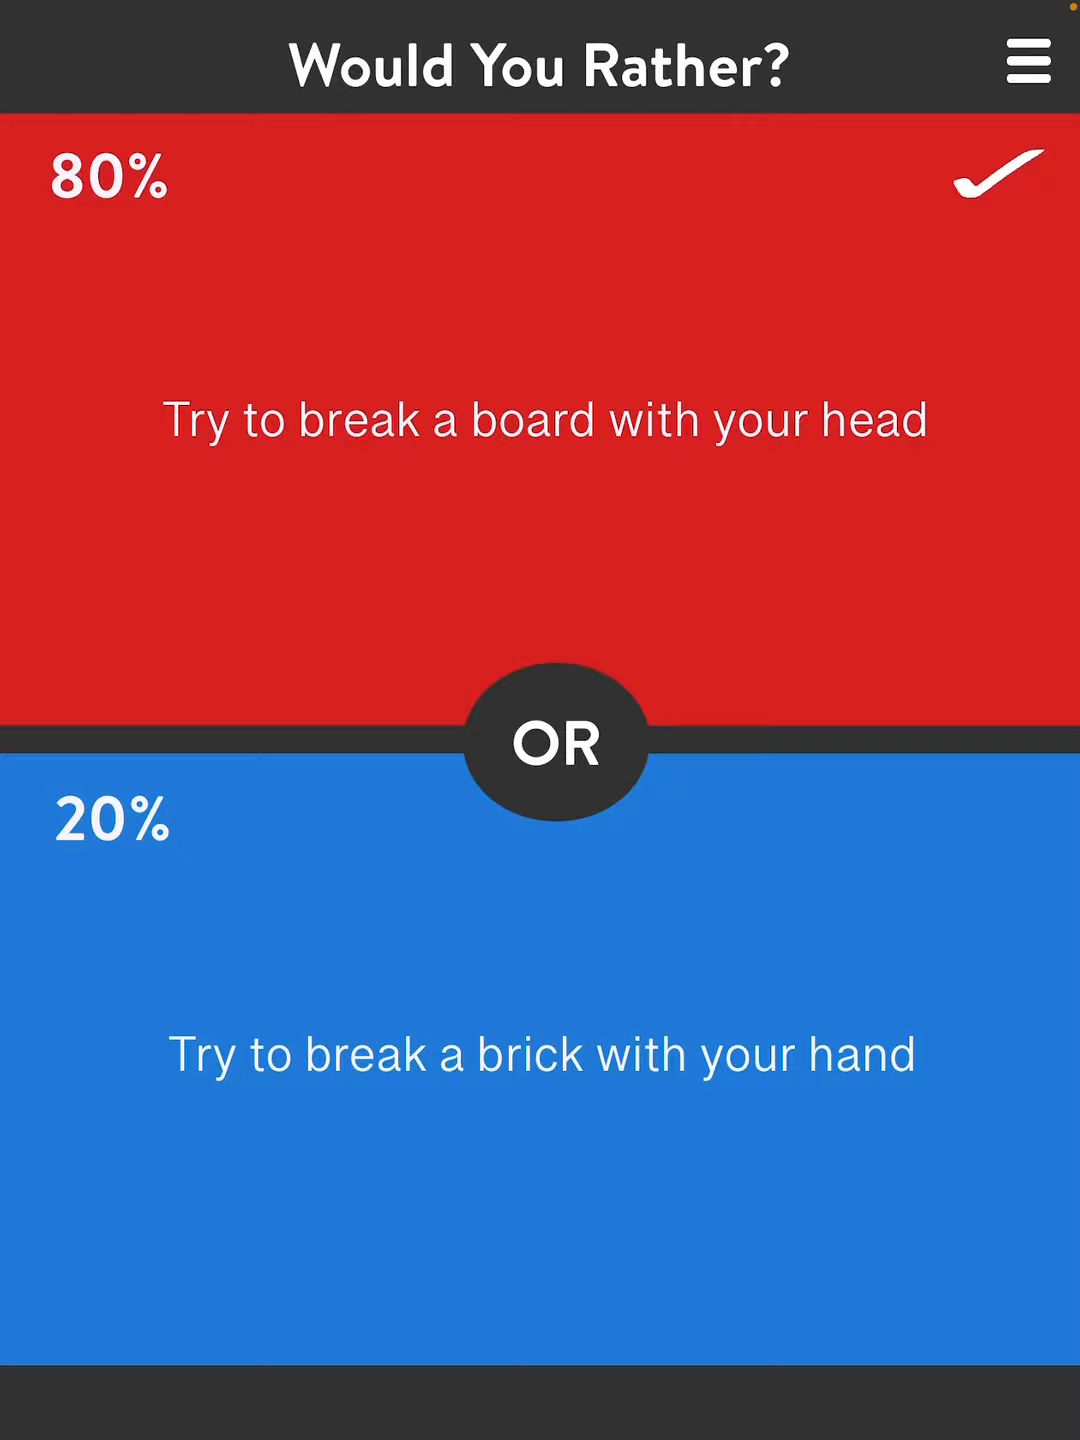 Would You Rather?
80%
Try to break a board with your head
OR
20%
Try to break a brick with your hand